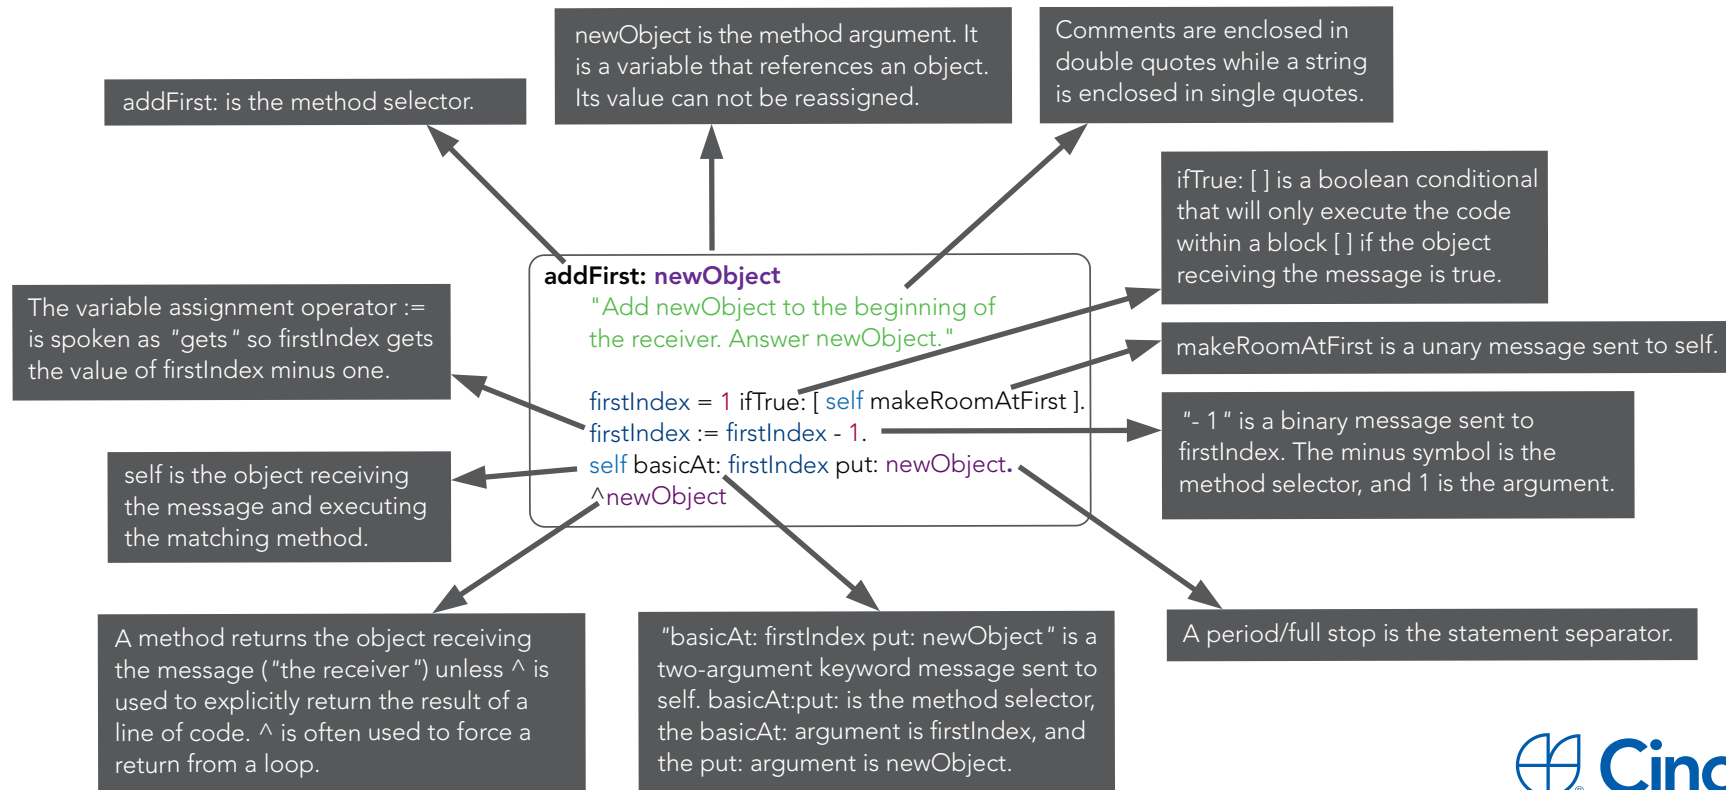 newObject is the method argument. It
is a variable that references an object.
Its value can not be reassigned.
Comments are enclosed in
double quotes while a string
is enclosed in single quotes.
addFirst: is the method selector.
ifTrue: [ ] is a boolean conditional
that will only execute the code
within a block [ ] if the object
receiving the message is true.
The variable assignment operator :=
is spoken as "gets" so firstIndex gets
the value of firstIndex minus one.
addFirst: newObject
"Add newObject to the beginning of
the receiver. Answer newObject."
firstIndex = 1 ifTrue: [ self makeRoomAtFirst ].
firstIndex := firstIndex - 1.
self basicAt: firstIndex put: newObject.
^newObject
makeRoomAtFirst is a unary message sent to self.
"- 1" is a binary message sent to
firstIndex. The minus symbol is the
method selector, and 1 is the argument.
self is the object receiving
the message and executing
the matching method.
A method returns the object receiving
the message ("the receiver") unless ^ is
used to explicitly return the result of a
line of code. ^ is often used to force a
return from a loop.
"basicAt: firstIndex put: newObject" is a
two-argument keyword message sent to
self. basicAt:put: is the method selector,
the basicAt: argument is firstIndex, and
the put: argument is newObject.
A period/full stop is the statement separator.